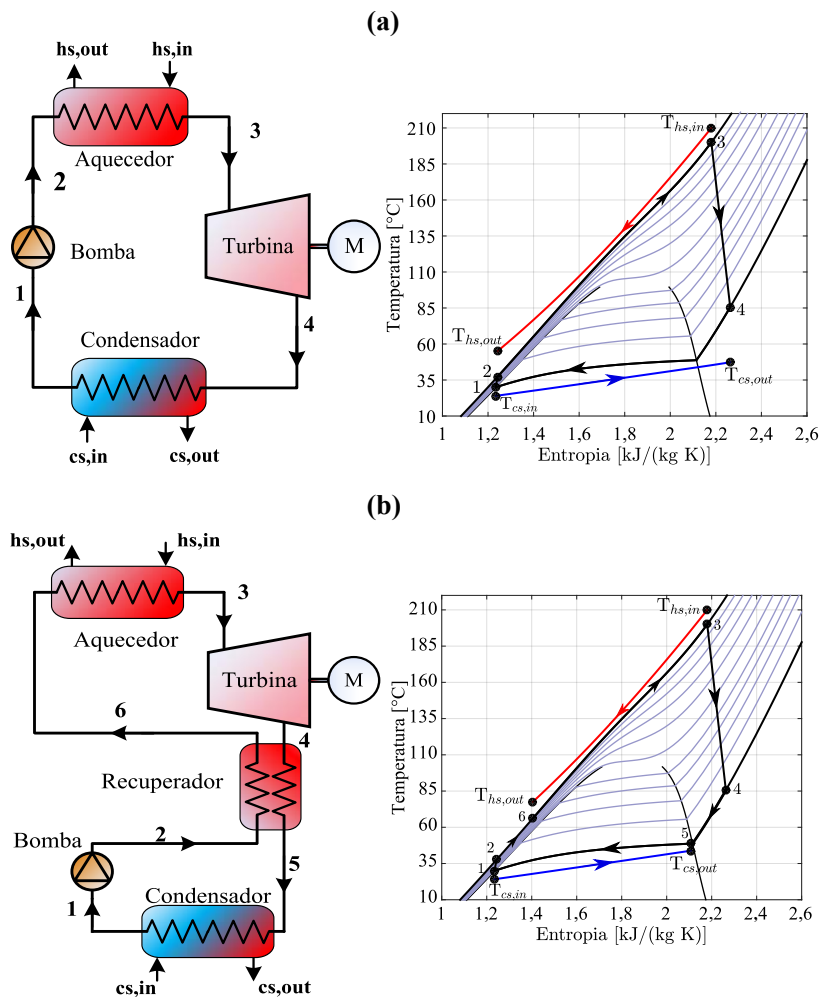 (a)
hs,out hs,in
Aquecedor
3
2
Bomba
Turbina
M
1
Condensador
4
cs,in
cs,out
Temperatura [°C]
210
185
160
135
110
85
60
35
10
T_hs,in
3
4
T_hs,out
2
1
T_cs,in
T_cs,out
1 1,2 1,4 1,6 1,8 2 2,2 2,4 2,6
Entropia [kJ/(kg K)]
(b)
hs,out hs,in
3
Aquecedor
Turbina
M
6
4
Recuperador
Bomba
2
5
1
Condensador
cs,in
cs,out
Temperatura [°C]
210
185
160
135
110
85
60
35
10
T_hs,in
3
T_hs,out
4
6
5
2
1
T_cs,out
T_cs,in
1 1,2 1,4 1,6 1,8 2 2,2 2,4 2,6
Entropia [kJ/(kg K)]